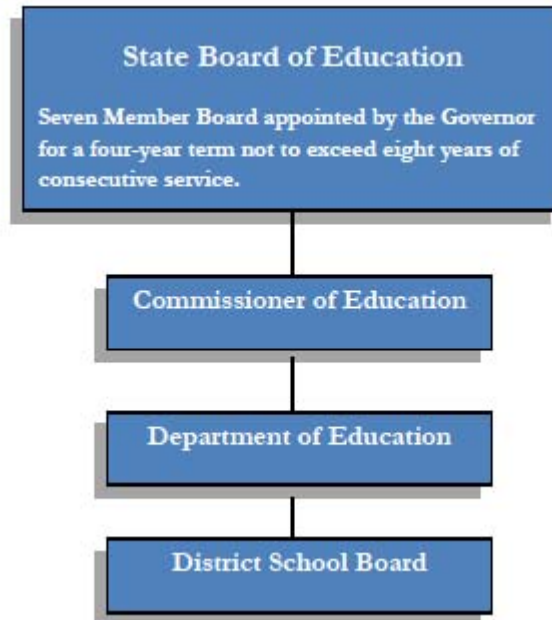 State Board of Education
Seven Member Board appointed by the Governor
for a four-year term not to exceed eight years of
consecutive service.
Commissioner of Education
Department of Education
District School Board